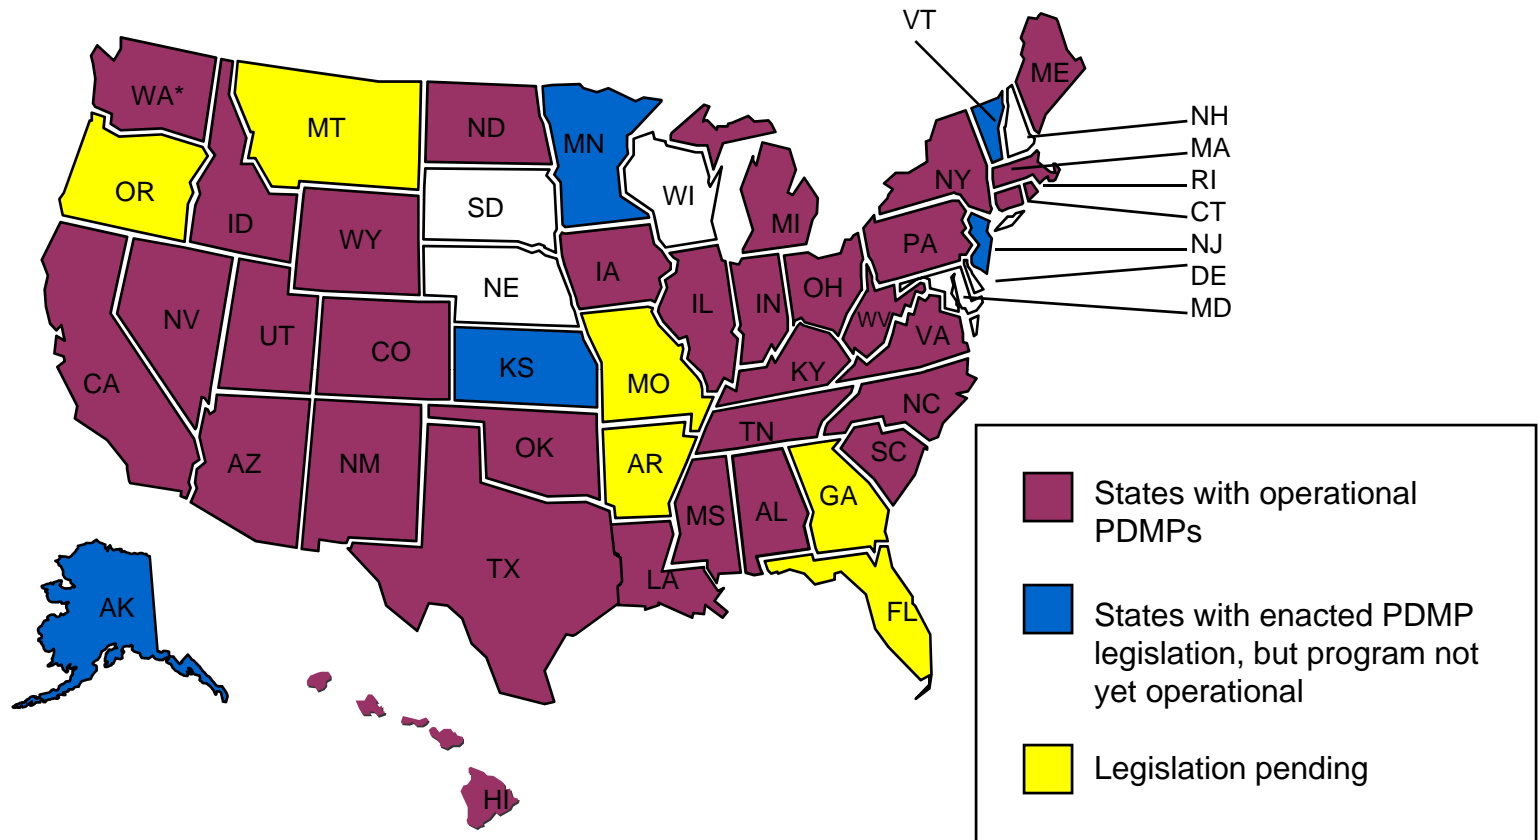 VT
ME
WA*
MT
ND
MN
NH
MA
RI
CT
NJ
DE
MD
OR
ID
WY
SD
WI
MI
NY
PA
IA
NE
NV
UT
CO
KS
IL
IN
OH
WV
VA
CA
MO
KY
NC
AZ
NM
OK
AR
TN
SC
MS
AL
GA
TX
LA
FL
AK
HI
States with operational
PDMPs
States with enacted PDMP
legislation, but program not
yet operational
Legislation pending